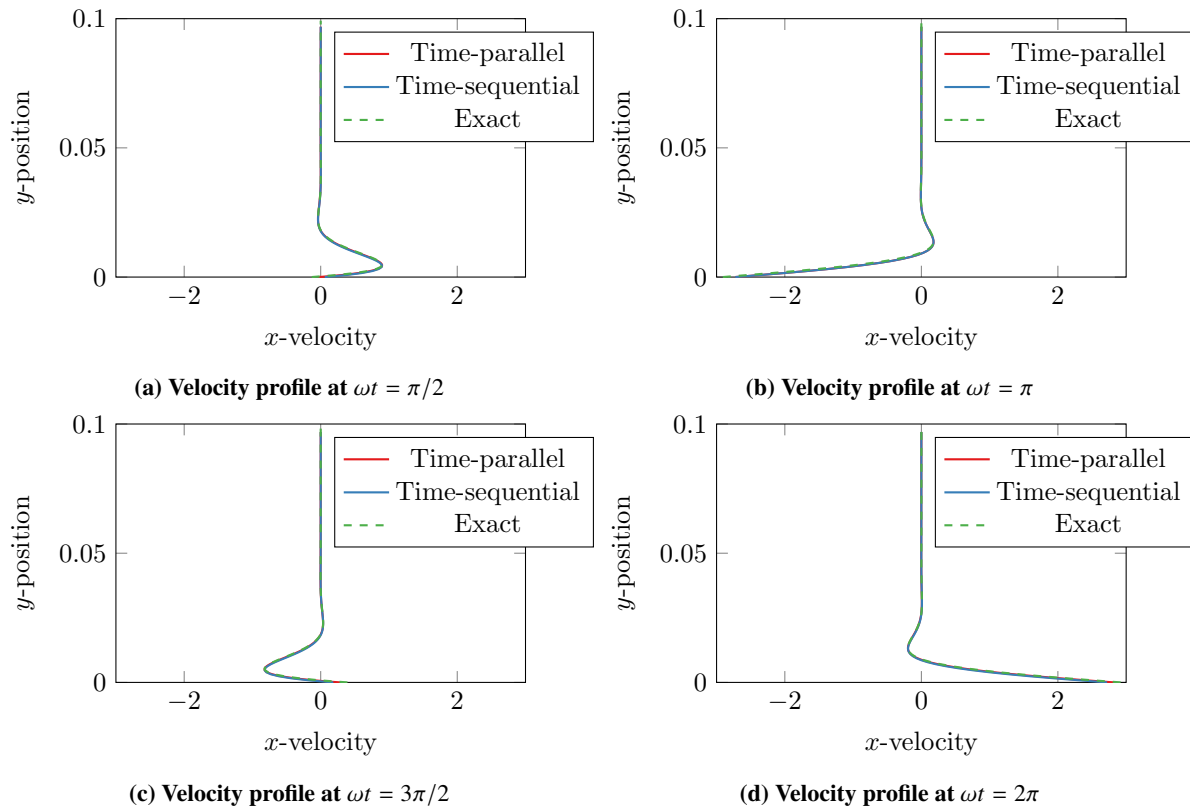 0.1
0.05
0
y-position
−2
0
2
x-velocity
Time-parallel
Time-sequential
Exact
(a) Velocity profile at ωt = π/2
0.1
0.05
0
y-position
−2
0
2
x-velocity
Time-parallel
Time-sequential
Exact
(b) Velocity profile at ωt = π
0.1
0.05
0
y-position
−2
0
2
x-velocity
Time-parallel
Time-sequential
Exact
(c) Velocity profile at ωt = 3π/2
0.1
0.05
0
y-position
−2
0
2
x-velocity
Time-parallel
Time-sequential
Exact
(d) Velocity profile at ωt = 2π